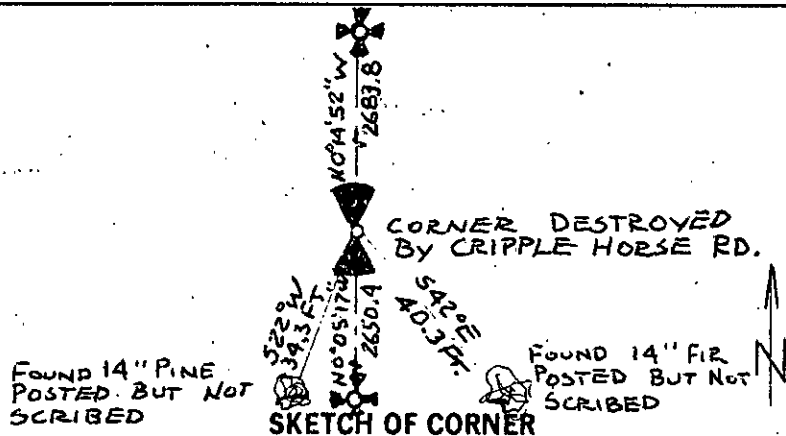 N0°14'52"W
2683.8
CORNER DESTROYED
BY CRIPPLE HORSE RD.
S22°W
34.3 FT
N0°05'17"W
2650.4
S42°E
40.3 FT.
FOUND 14" PINE
POSTED BUT NOT
SCRIBED
FOUND 14" FIR
POSTED BUT NOT
SCRIBED
N
SKETCH OF CORNER